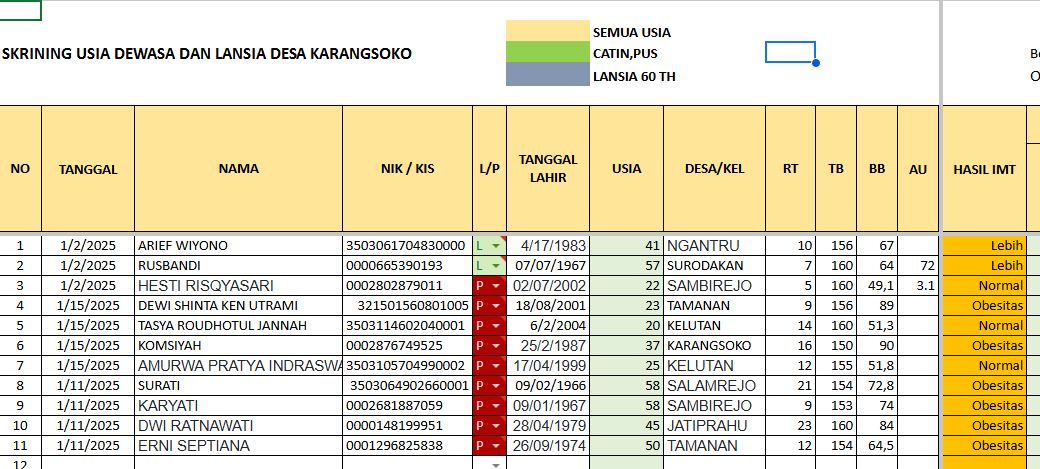 SEMUA USIA
SKRINING USIA DEWASA DAN LANSIA DESA KARANGSOKO
CATIN,PUS
LANSIA 60 TH
NO TANGGAL NAMA NIK / KIS L/P TANGGAL LAHIR USIA DESA/KEL RT TB BB AU HASIL IMT
1 1/2/2025 ARIEF WIYONO 3503061704830000 L 4/17/1983 41 NGANTRU 10 156 67 Lebih
2 1/2/2025 RUSBANDI 0000665390193 L 07/07/1967 57 SURODAKAN 7 160 64 72 Lebih
3 1/2/2025 HESTI RISQYASARI 0002802879011 P 02/07/2002 22 SAMBIREJO 5 160 49,1 3.1 Normal
4 1/15/2025 DEWI SHINTA KEN UTRAMI 321501560801005 P 18/08/2001 23 TAMANAN 9 156 89 Obesitas
5 1/15/2025 TASYA ROUDHOTUL JANNAH 3503114602040001 P 6/2/2004 20 KELUTAN 14 160 51,3 Normal
6 1/15/2025 KOMSIYAH 0002876749525 P 25/2/1987 37 KARANGSOKO 16 150 90 Obesitas
7 1/15/2025 AMURWA PRATYA INDRASWA 3503105704990002 P 17/04/1999 25 KELUTAN 12 155 51,8 Normal
8 1/11/2025 SURATI 3503064902660001 P 09/02/1966 58 SALAMREJO 21 154 72,8 Obesitas
9 1/11/2025 KARYATI 0002681887059 P 09/01/1967 58 SAMBIREJO 9 153 74 Obesitas
10 1/11/2025 DWI RATNAWATI 0000148199951 P 28/04/1979 45 JATIPRAHU 23 160 84 Obesitas
11 1/11/2025 ERNI SEPTIANA 0001296825838 P 26/09/1974 50 TAMANAN 12 154 64,5 Obesitas
12